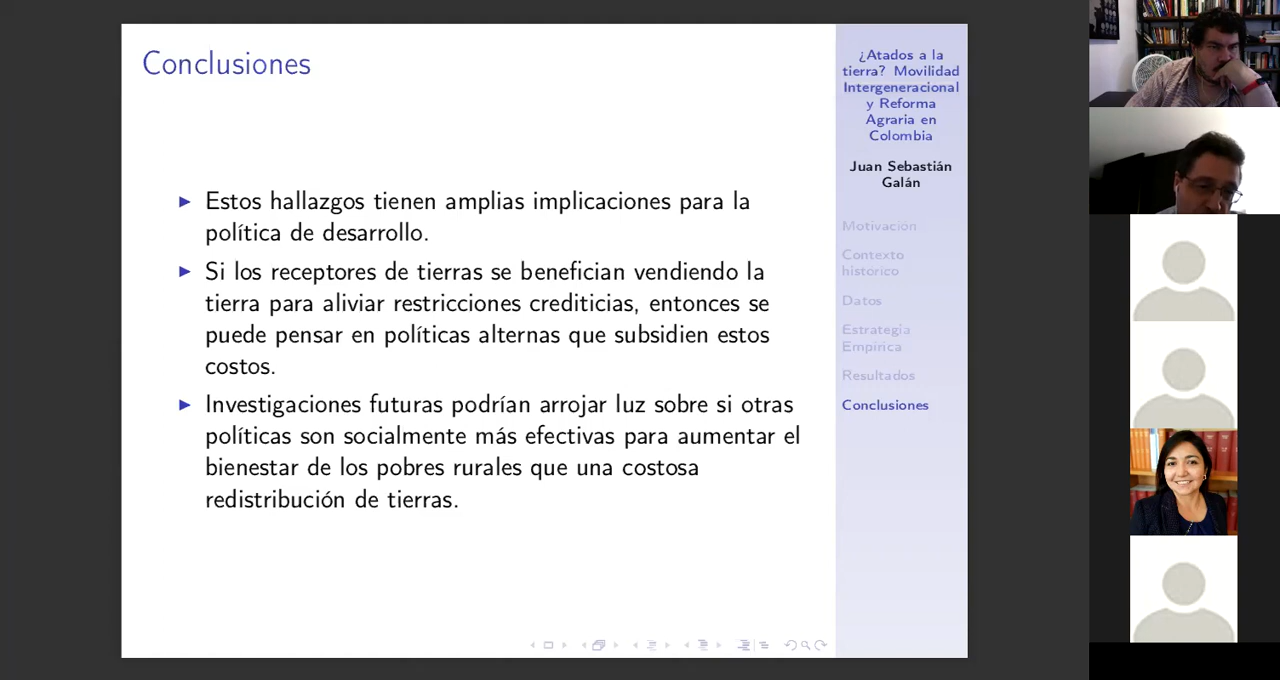 Conclusiones
Estos hallazgos tienen amplias implicaciones para la
política de desarrollo.
Si los receptores de tierras se benefician vendiendo la
tierra para aliviar restricciones crediticias, entonces se
puede pensar en políticas alternas que subsidien estos
costos.
Investigaciones futuras podrían arrojar luz sobre si otras
políticas son socialmente más efectivas para aumentar el
bienestar de los pobres rurales que una costosa
redistribución de tierras.
¿Atados a la
tierra? Movilidad
Intergeneracional
y Reforma
Agraria en
Colombia
Juan Sebastián
Galán
Motivación
Contexto
historico
Datos
Estrategia
Empírica
Resultados
Conclusiones